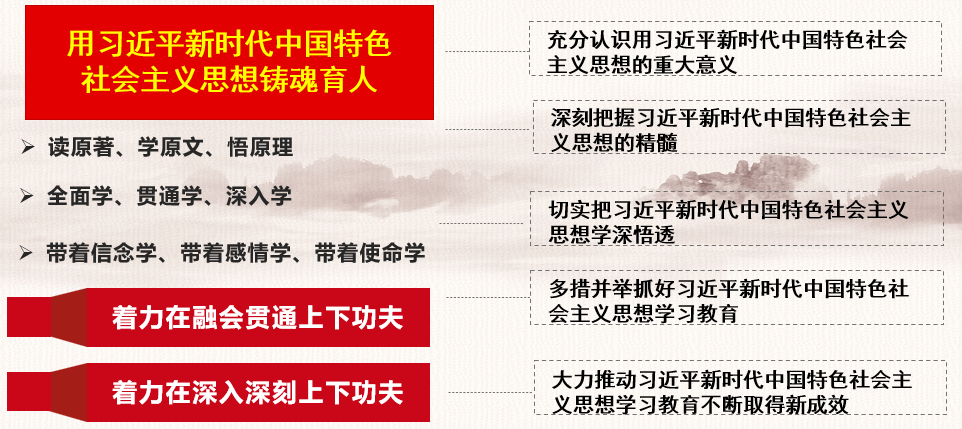 用习近平新时代中国特色
社会主义思想铸魂育人
读原著、学原文、悟原理
全面学、贯通学、深入学
带着信念学、带着感情学、带着使命学
着力在融会贯通上下功夫
着力在深入深刻上下功夫
充分认识用习近平新时代中国特色社会
主义思想的重大意义
深刻把握习近平新时代中国特色社会主
义思想的精髓
切实把习近平新时代中国特色社会主义
思想学深悟透
多措并举抓好习近平新时代中国特色社
会主义思想学习教育
大力推动习近平新时代中国特色社会主
义思想学习教育不断取得新成效